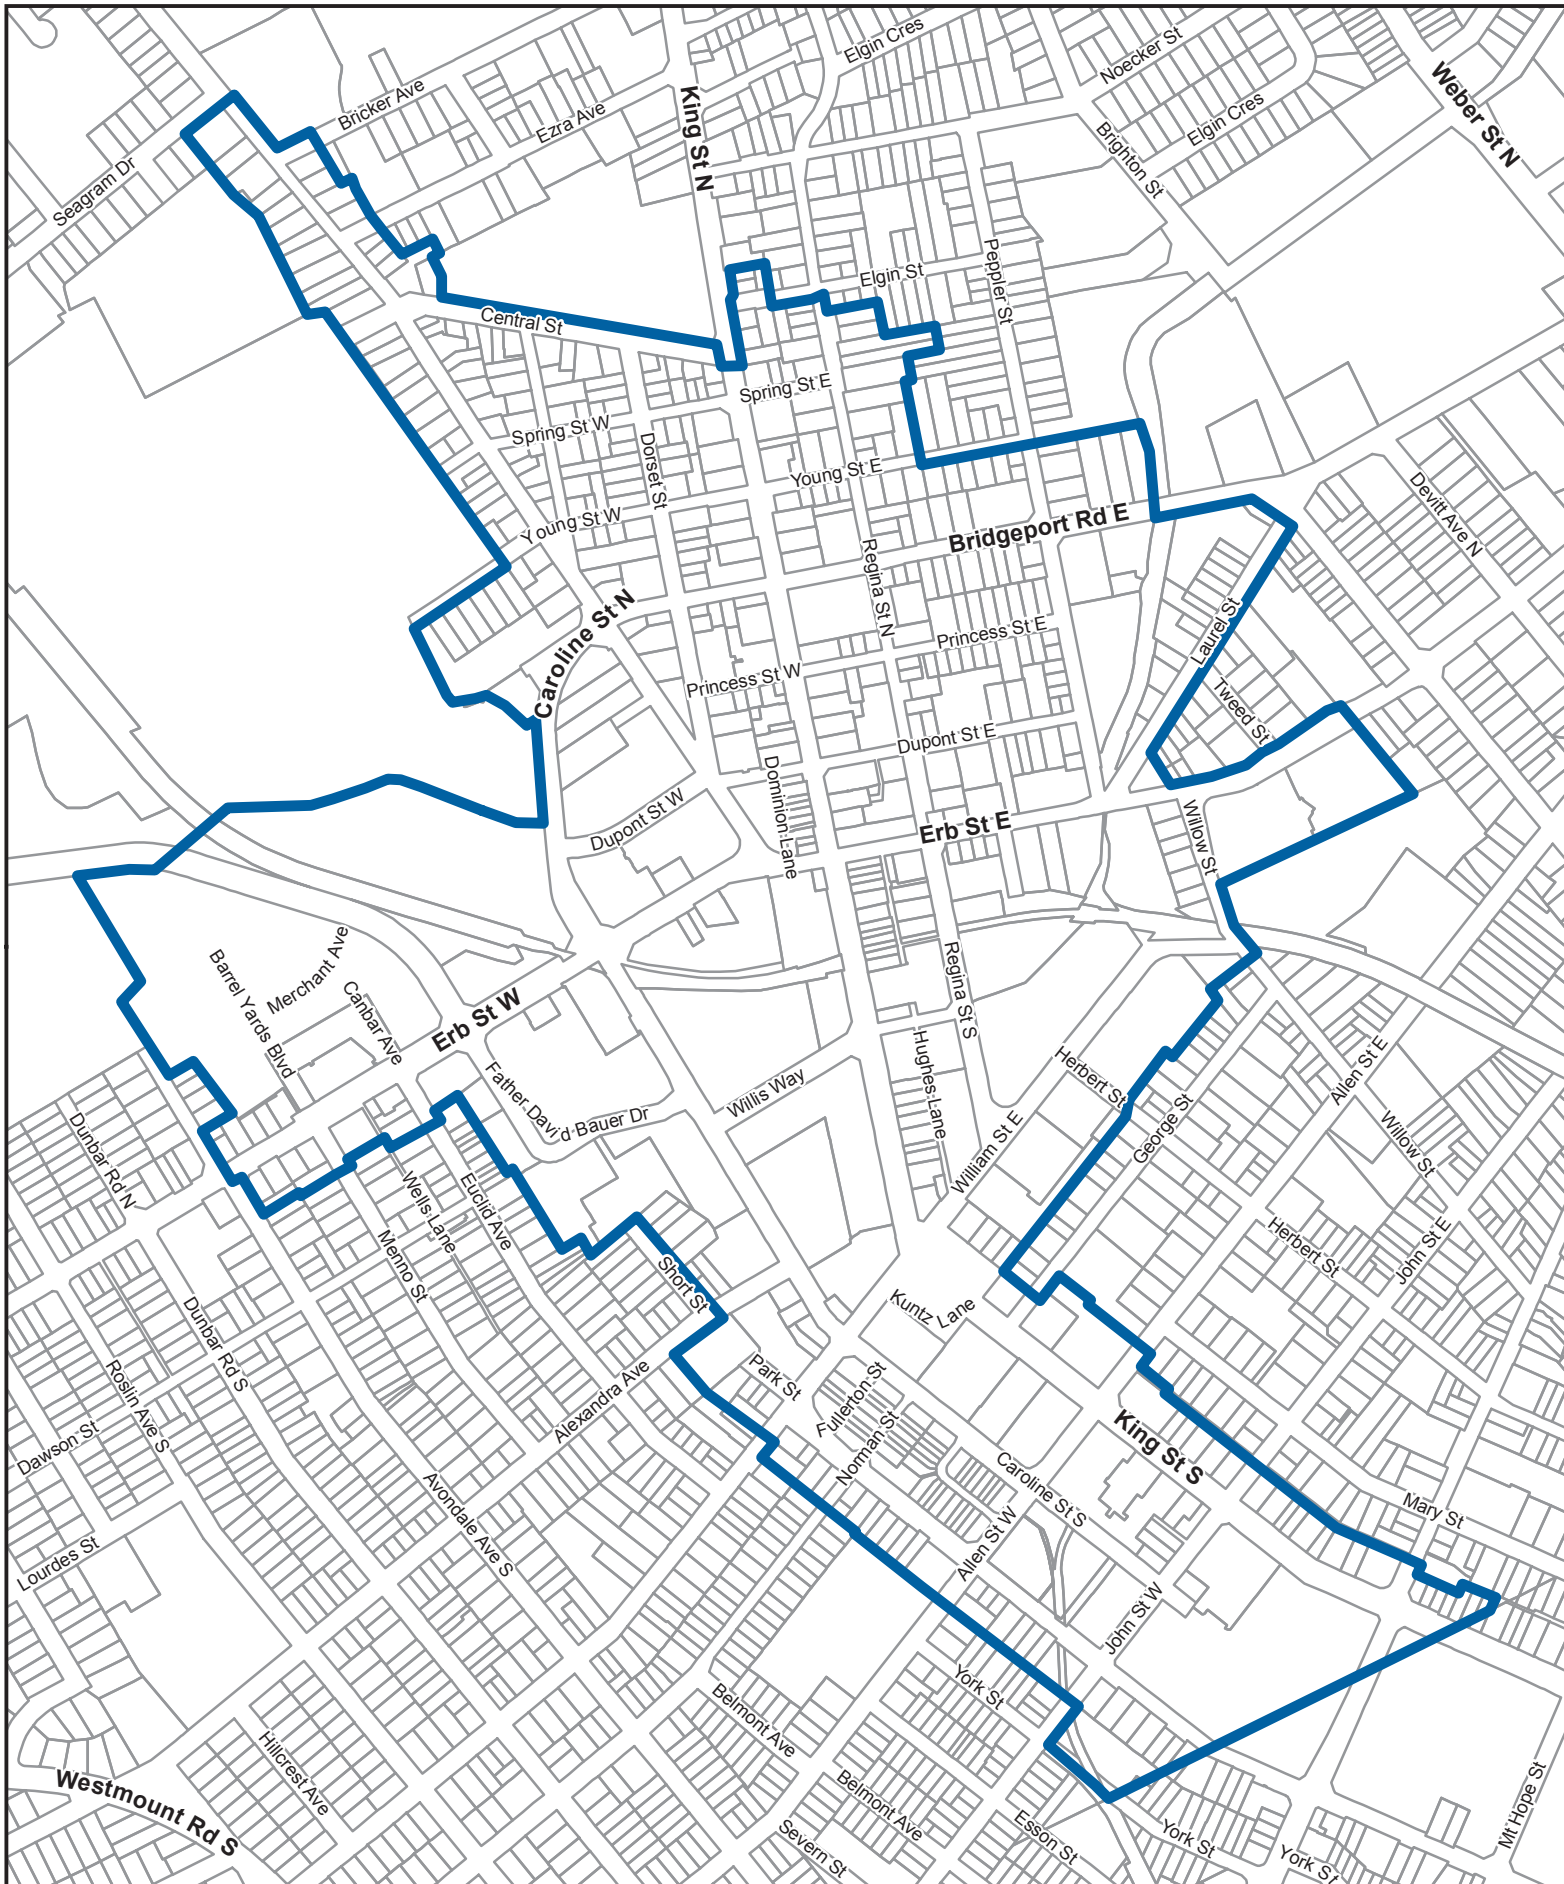 Elgin Cres
Noecker St
Weber St N
Bricker Ave
King St N
Ezra Ave
Elgin Cres
Brighton St
Seagram Dr
Peppler St
Elgin St
Central St
Spring St E
Spring St W
Dorset St
Young St E
Devitt Ave N
Young St W
Bridgeport Rd E
Regina St N
Caroline St N
Laurel St
Princess St E
Princess St W
Tweed St
Dupont St E
Dominion Lane
Dupont St W
Erb St E
Willow St
Merchant Ave
Barrel Yards Blvd
Canbar Ave
Regina St S
Erb St W
Hughes Lane
Herbert St
Allen St E
Father David Bauer Dr
Willis Way
George St
Willow St
Dunbar Rd N
William St E
Wells Lane
Euclid Ave
Herbert St
John St E
Menno St
Short St
Kuntz Lane
Dunbar Rd S
Park St
Roslin Ave S
Alexandra Ave
Fullerton St
Dawson St
Norman St
King St S
Caroline St S
Avondale Ave S
Mary St
Allen St W
Lourdes St
John St W
York St
Belmont Ave
Hillcrest Ave
Westmount Rd S
Belmont Ave
Mt Hope St
Severn St
Esson St
York St
York St